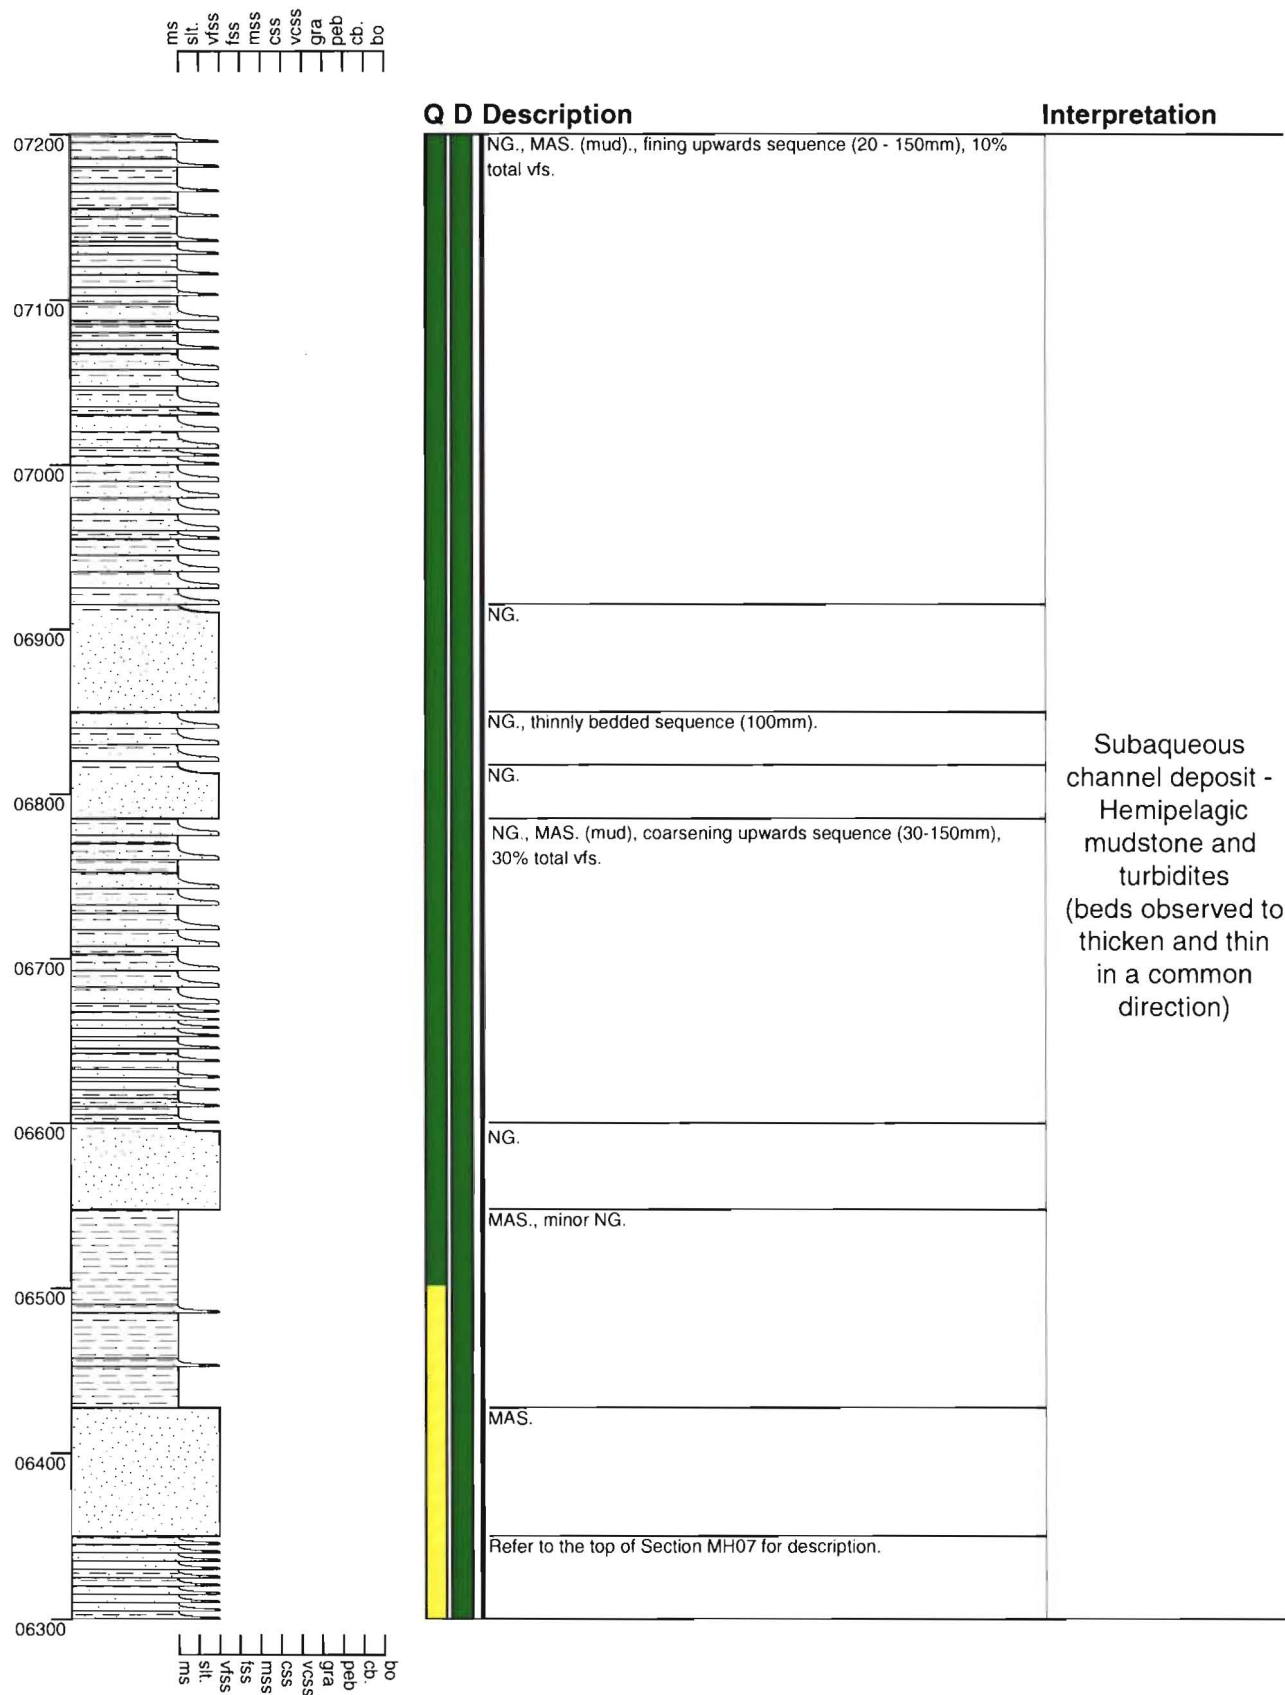 ms slt. vfss fss mss css vcss gra peb cb. bo
Q D Description Interpretation
07200
NG., MAS. (mud)., fining upwards sequence (20 - 150mm), 10%
total vfs.
07100
07000
NG.
06900
NG., thinnly bedded sequence (100mm).
NG.
06800
NG., MAS. (mud), coarsening upwards sequence (30-150mm),
30% total vfs.
Subaqueous
channel deposit -
Hemipelagic
mudstone and
turbidites
(beds observed to
thicken and thin
in a common
direction)
06700
06600
NG.
MAS., minor NG.
06500
MAS.
06400
Refer to the top of Section MH07 for description.
06300
ms slt. vfss fss mss css vcss gra peb cb. bo